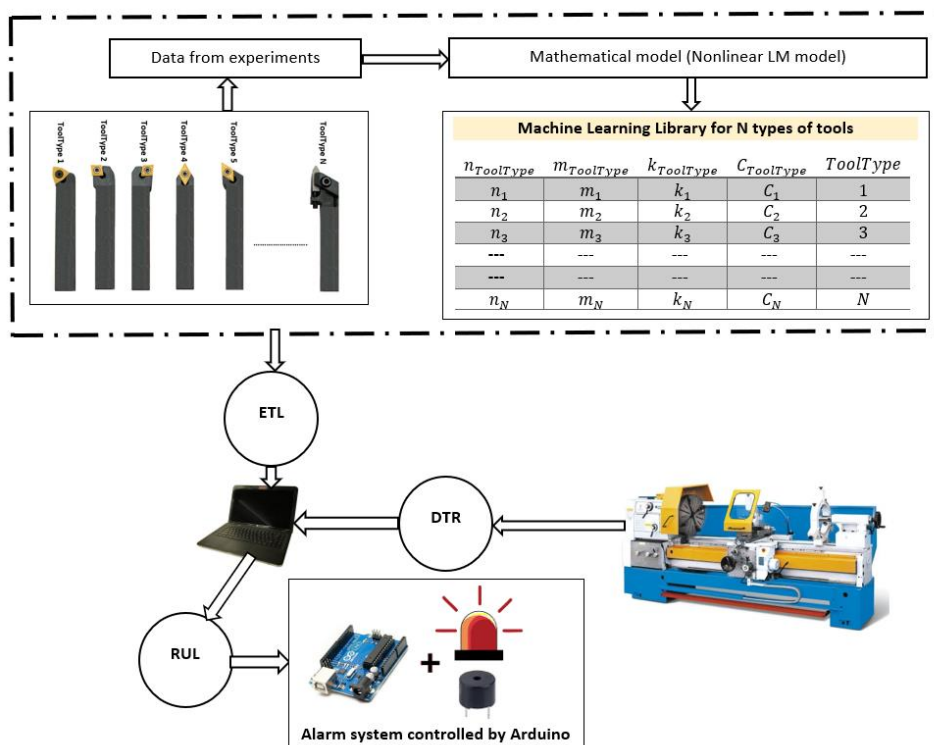 Data from experiments
Mathematical model (Nonlinear LM model)
ToolType 1
ToolType 2
ToolType 3
ToolType 4
ToolType 5
ToolType N
Machine Learning Library for N types of tools
n_ToolType m_ToolType k_ToolType C_ToolType ToolType
n_1 m_1 k_1 C_1 1
n_2 m_2 k_2 C_2 2
n_3 m_3 k_3 C_3 3
--- --- --- --- ---
--- --- --- --- ---
n_N m_N k_N C_N N
ETL
DTR
RUL
+
Alarm system controlled by Arduino